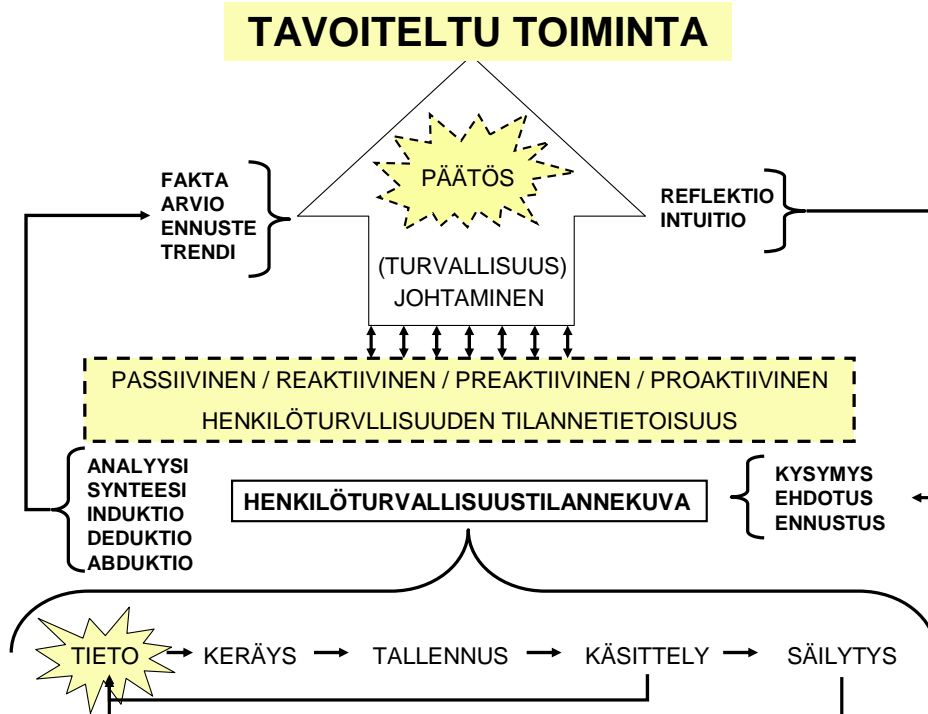 TAVOITELTU TOIMINTA
PÄÄTÖS
FAKTA
ARVIO
ENNUSTE
TRENDI
REFLEKTIO
INTUITIO
(TURVALLISUUS)
JOHTAMINEN
PASSIIVINEN / REAKTIIVINEN / PREAKTIIVINEN / PROAKTIIVINEN
HENKILÖTURVLLISUUDEN TILANNETIETOISUUS
ANALYYSI
SYNTEESI
INDUKTIO
DEDUKTIO
ABDUKTIO
HENKILÖTURVALLISUUSTILANNEKUVA
KYSYMYS
EHDOTUS
ENNUSTUS
TIETO KERÄYS TALLENNUS KÄSITTELY SÄILYTYS